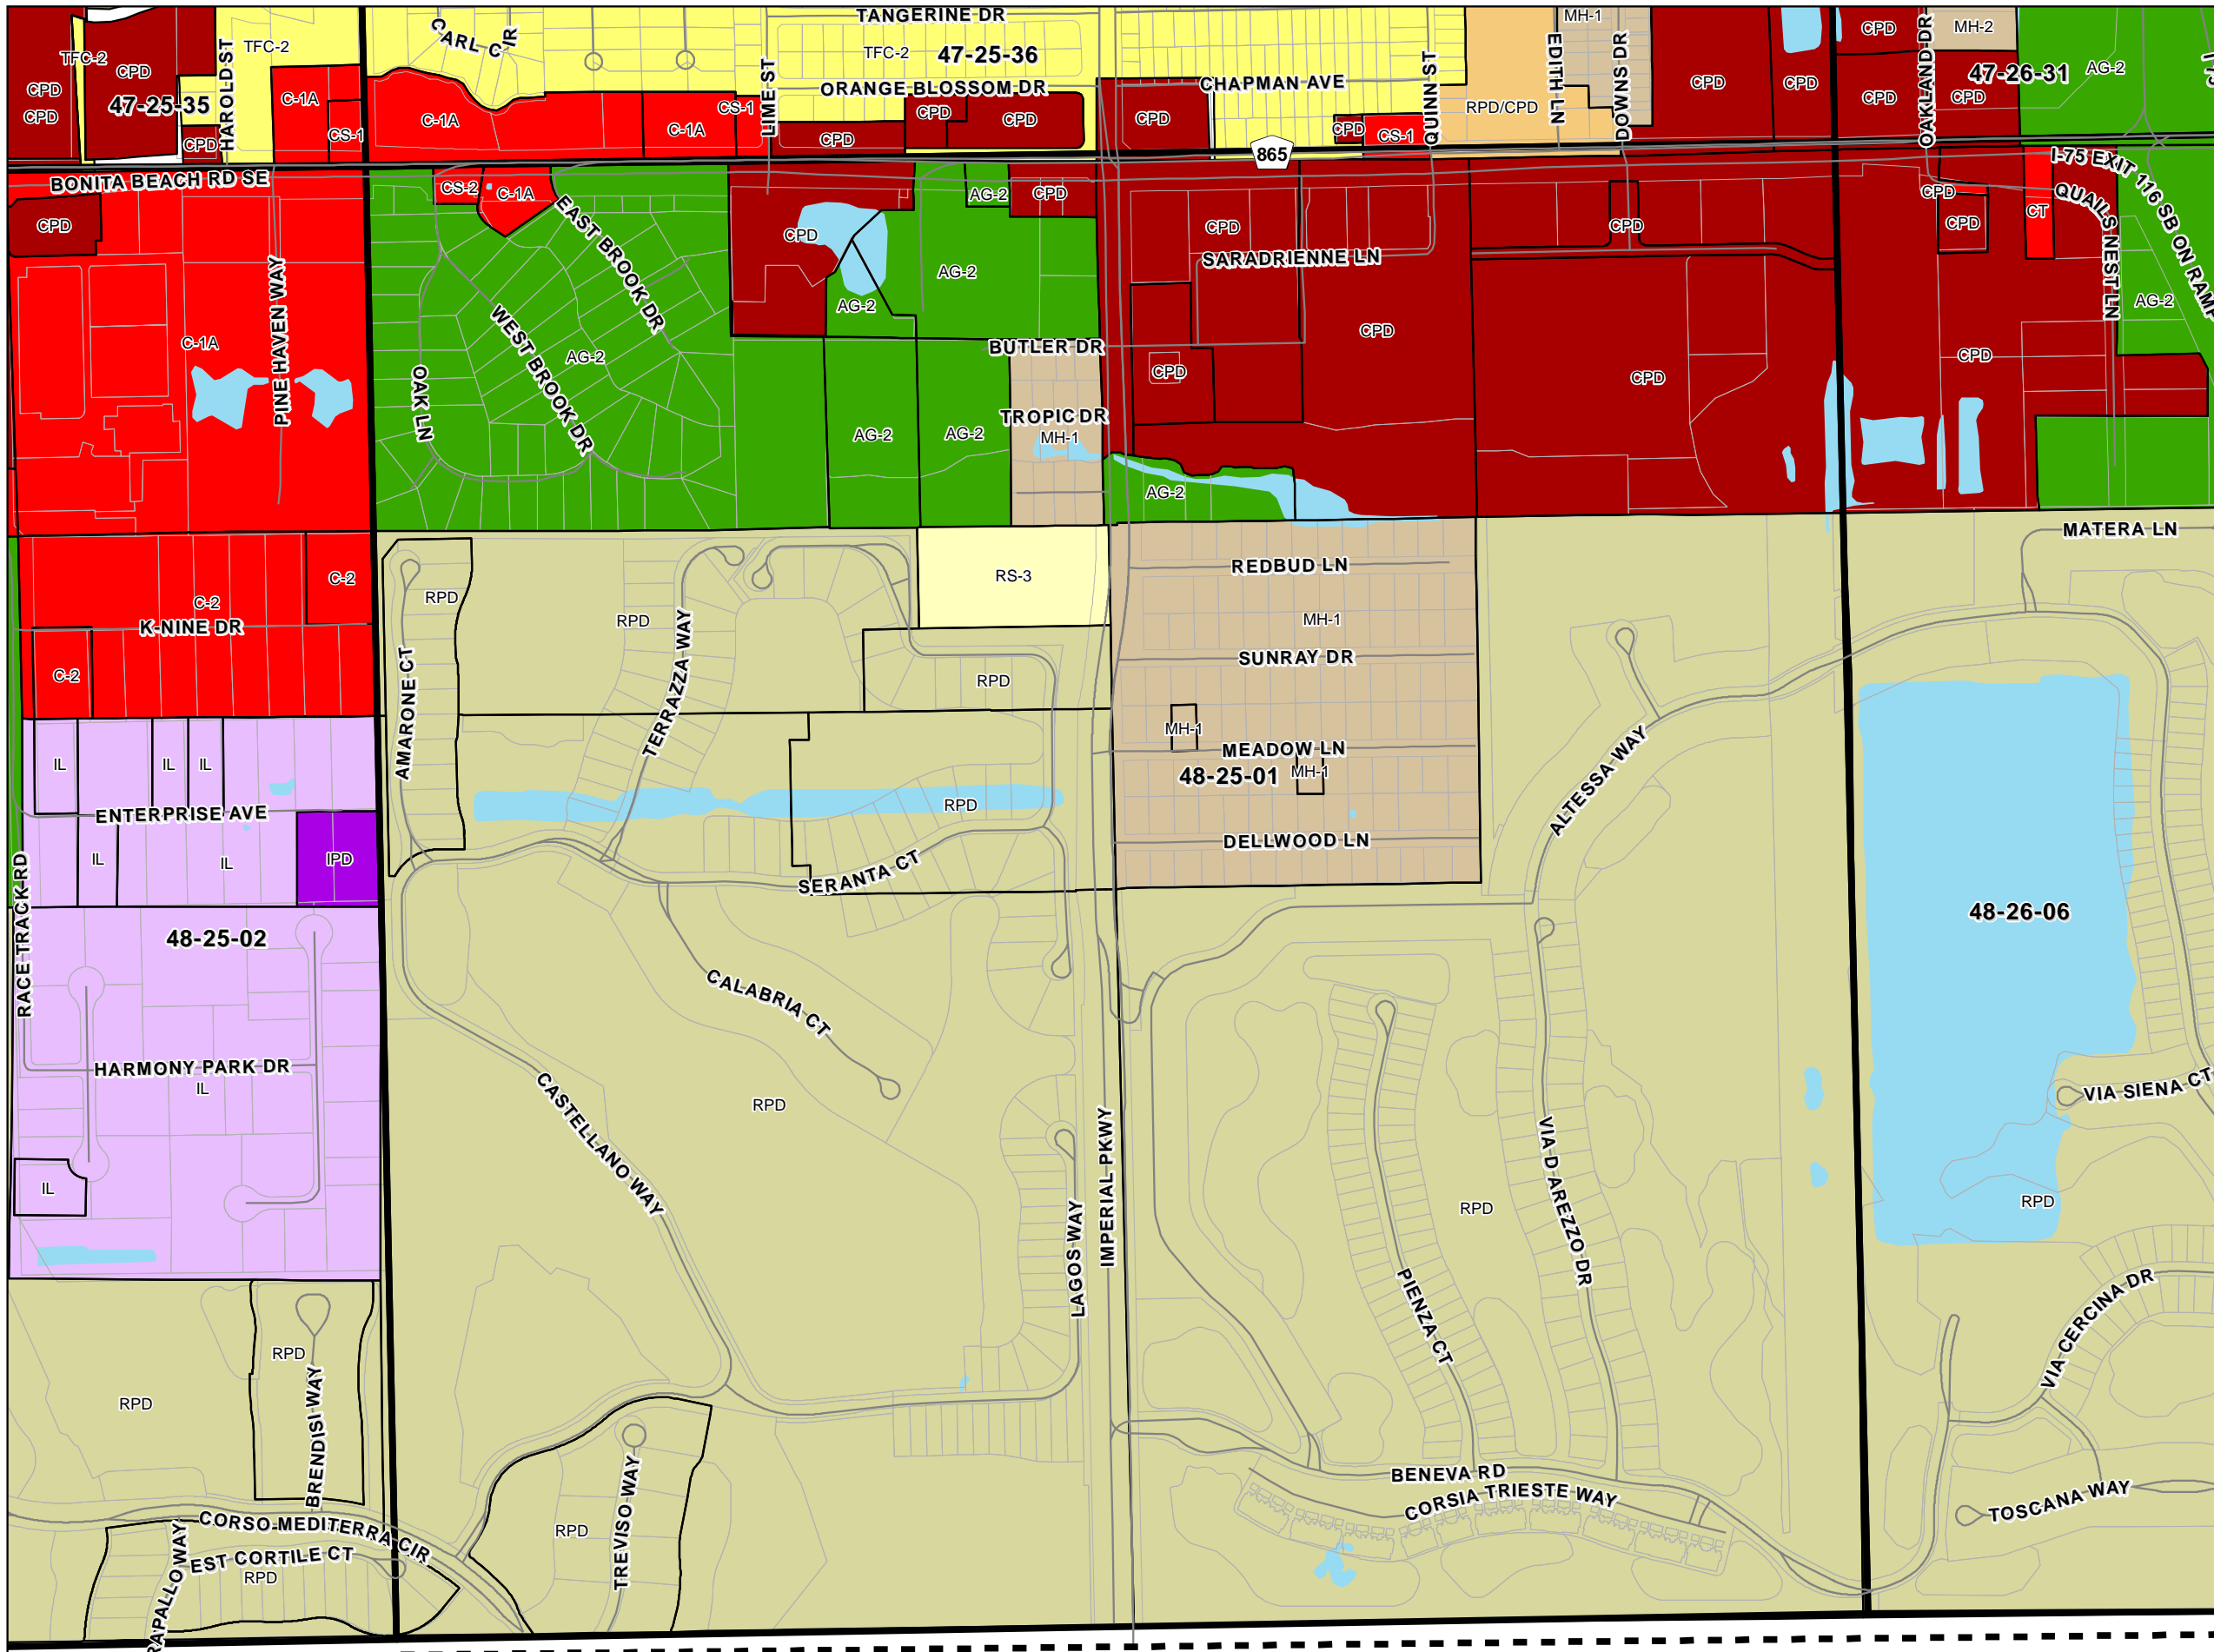 TANGERINE DR
MH-1
CARL CIR
CPD
OAKLAND DR
MH-2
TFC-2
HAROLD ST
TFC-2
TFC-2
47-25-36
QUINN ST
EDITH LN
DOWNS DR
CPD
47-26-31
AG-2
I-75
CPD
CPD
47-25-35
C-1A
CS-1
LIME ST
ORANGE BLOSSOM DR
CHAPMAN AVE
RPD/CPD
CPD
CPD
CPD
CPD
CPD
CS-1
C-1A
C-1A
CPD
CPD
CPD
CPD
CS-1
CPD
CPD
865
BONITA BEACH RD SE
CS-2
C-1A
AG-2
CPD
I-75 EXIT 116 SB ON RAMP
CPD
QUAILS NEST LN
CPD
EAST BROOK DR
CPD
CPD
CPD
CPD
CT
PINE HAVEN WAY
AG-2
SARADRIENNE LN
AG-2
AG-2
C-1A
WEST BROOK DR
AG-2
BUTLER DR
CPD
CPD
OAK LN
CPD
CPD
TROPIC DR
AG-2
AG-2
MH-1
AG-2
MATERA LN
C-2
C-2
K-NINE DR
RPD
RPD
RS-3
REDBUD LN
MH-1
SUNRAY DR
C-2
AMARONE CT
TERRAZZA WAY
RPD
MH-1
MEADOW LN
48-25-01
MH-1
ALTESSA WAY
IL
IL
IL
ENTERPRISE AVE
RPD
DELLWOOD LN
IL
IL
IPD
SERANTA CT
RACE TRACK RD
48-25-02
48-26-06
CALABRIA CT
HARMONY PARK DR
IL
CASTELLANO WAY
RPD
VIA SIENA CT
IMPERIAL PKWY
VIA D AREZZO DR
IL
LAGOS WAY
RPD
RPD
PIENZA CT
VIA CERCINA DR
RPD
RPD
BRENDISI WAY
BENEVA RD
CORSIA TRIESTE WAY
TOSCANA WAY
CORSO MEDITERRA CIR
TREVISO WAY
RPD
EST CORTILE CT
RPD
RAPALLO WAY